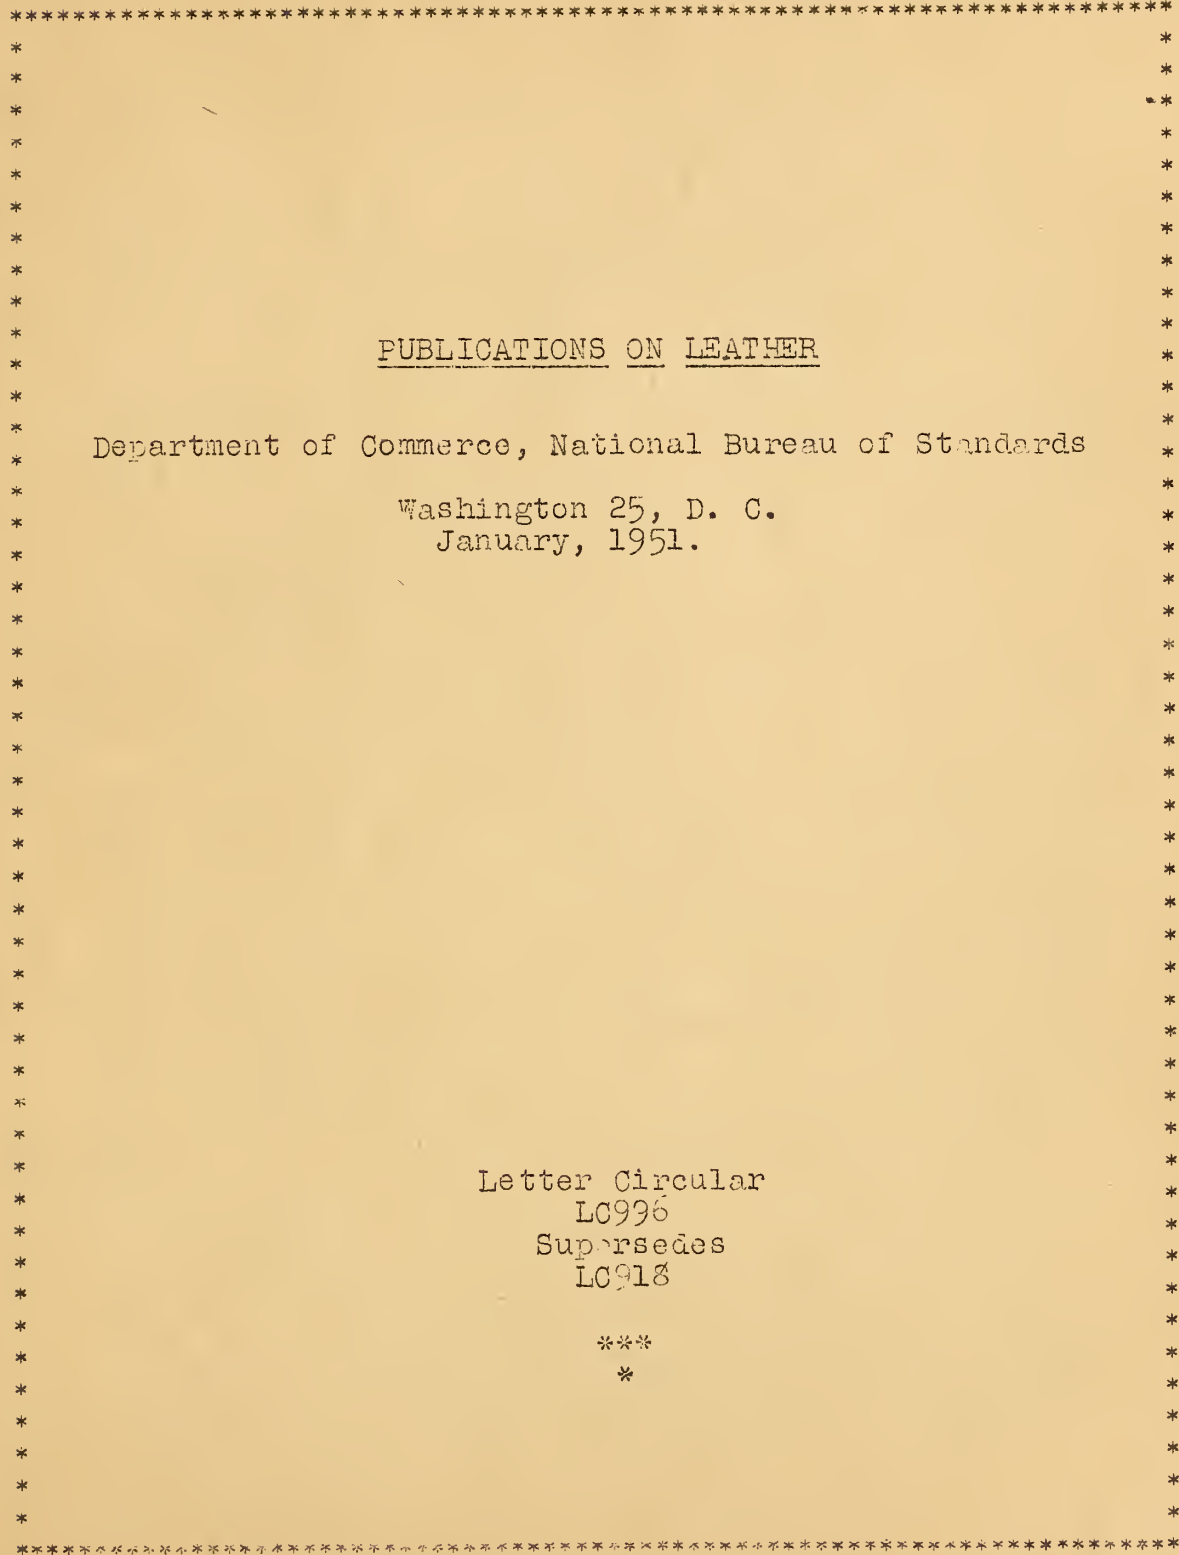 PUBLICATIONS ON LEATHER
Department of Commerce, National Bureau of Standards
Washington 25, D. C.
January, 1951.
Letter Circular
LC996
Supersedes
LC918
***
*